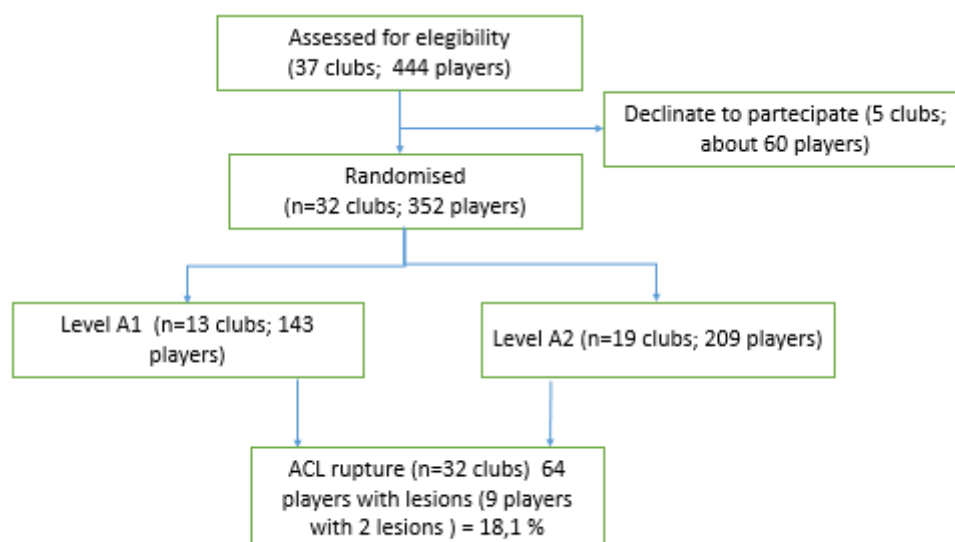 Assessed for elegibility
(37 clubs;  444 players)
Declinate to partecipate (5 clubs;
about 60 players)
Randomised
(n=32 clubs; 352 players)
Level A1  (n=13 clubs; 143
players)
Level A2 (n=19 clubs; 209 players)
ACL rupture (n=32 clubs)  64
players with lesions (9 players
with 2 lesions ) = 18,1 %